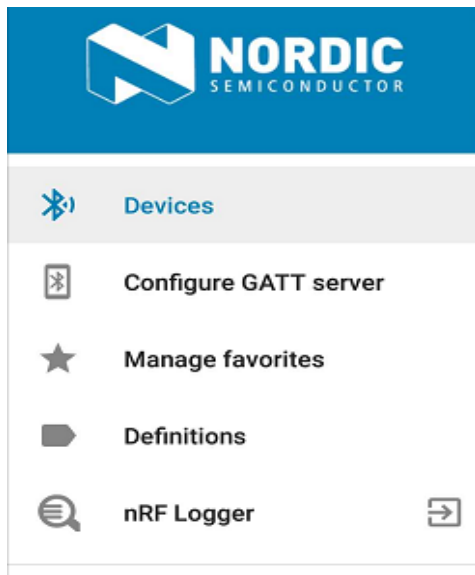 NORDIC
SEMICONDUCTOR
Devices
Configure GATT server
Manage favorites
Definitions
nRF Logger